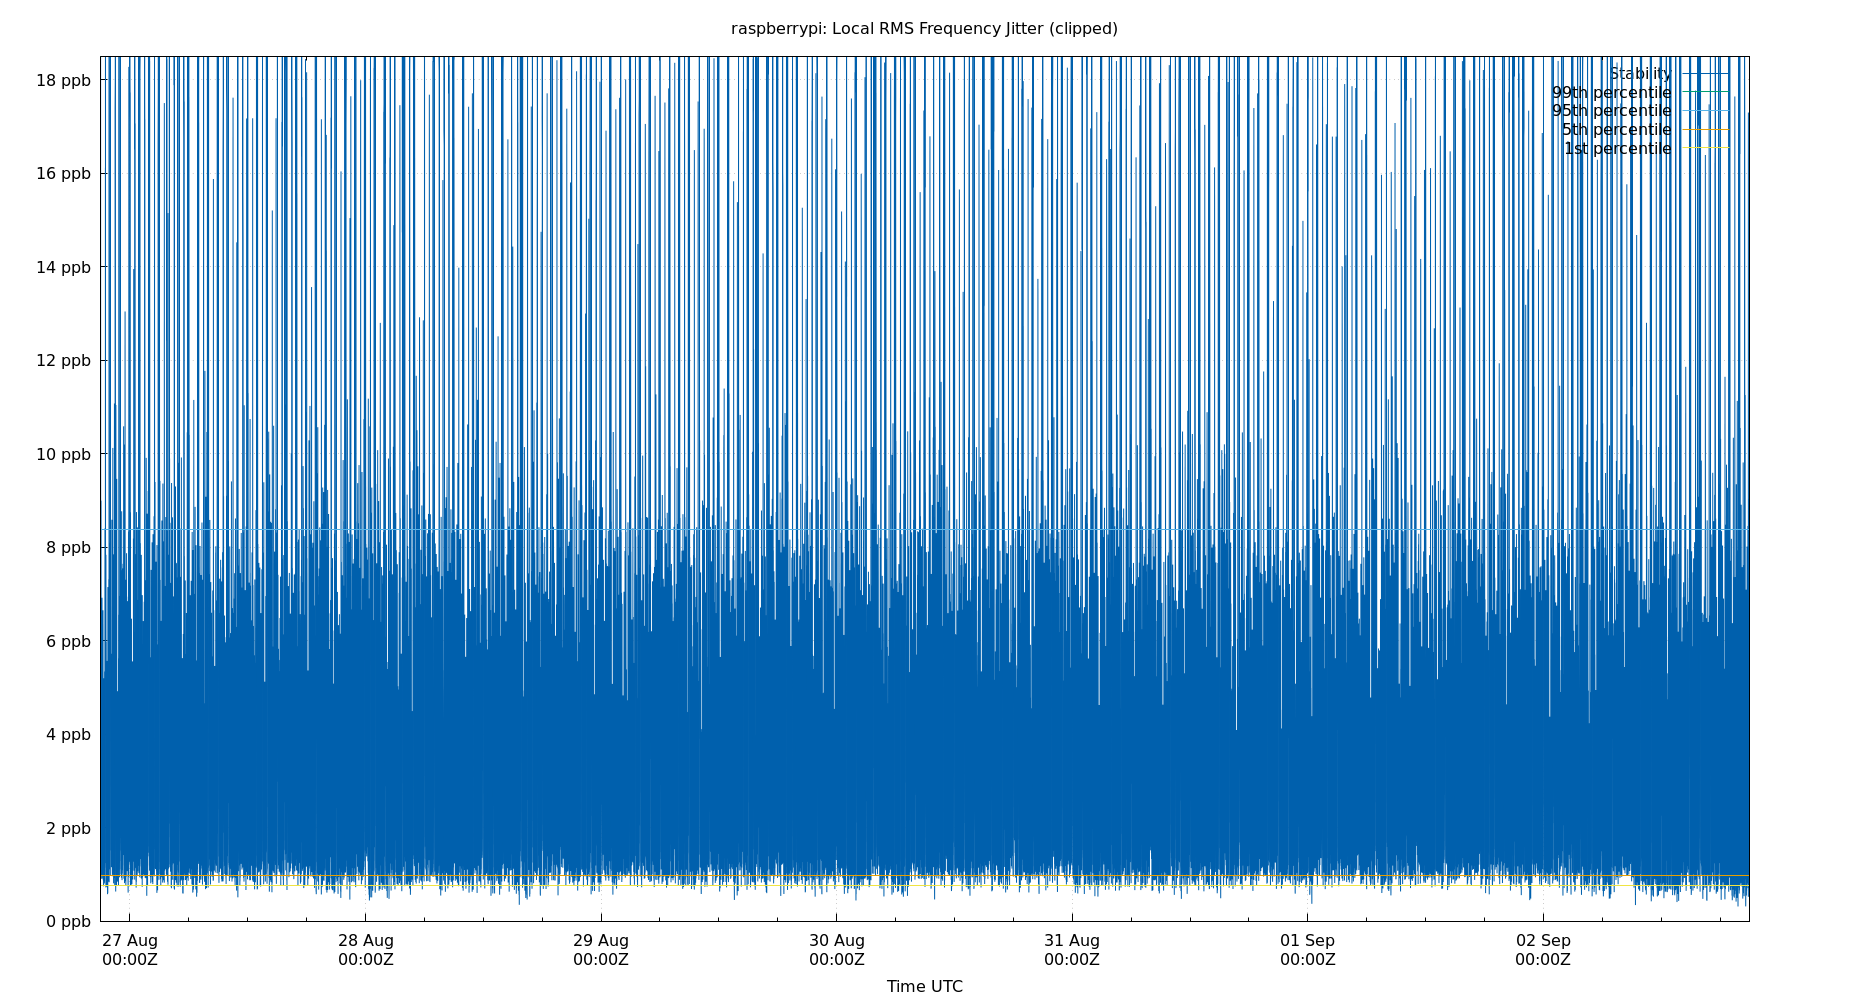 raspberrypi: Local RMS Frequency Jitter (clipped)
18 ppb
16 ppb
14 ppb
12 ppb
10 ppb
8 ppb
6 ppb
4 ppb
2 ppb
0 ppb
Stability
99th percentile
95th percentile
5th percentile
1st percentile
27 Aug 28 Aug 29 Aug 30 Aug 31 Aug 01 Sep 02 Sep
00:00Z 00:00Z 00:00Z 00:00Z 00:00Z 00:00Z 00:00Z
Time UTC